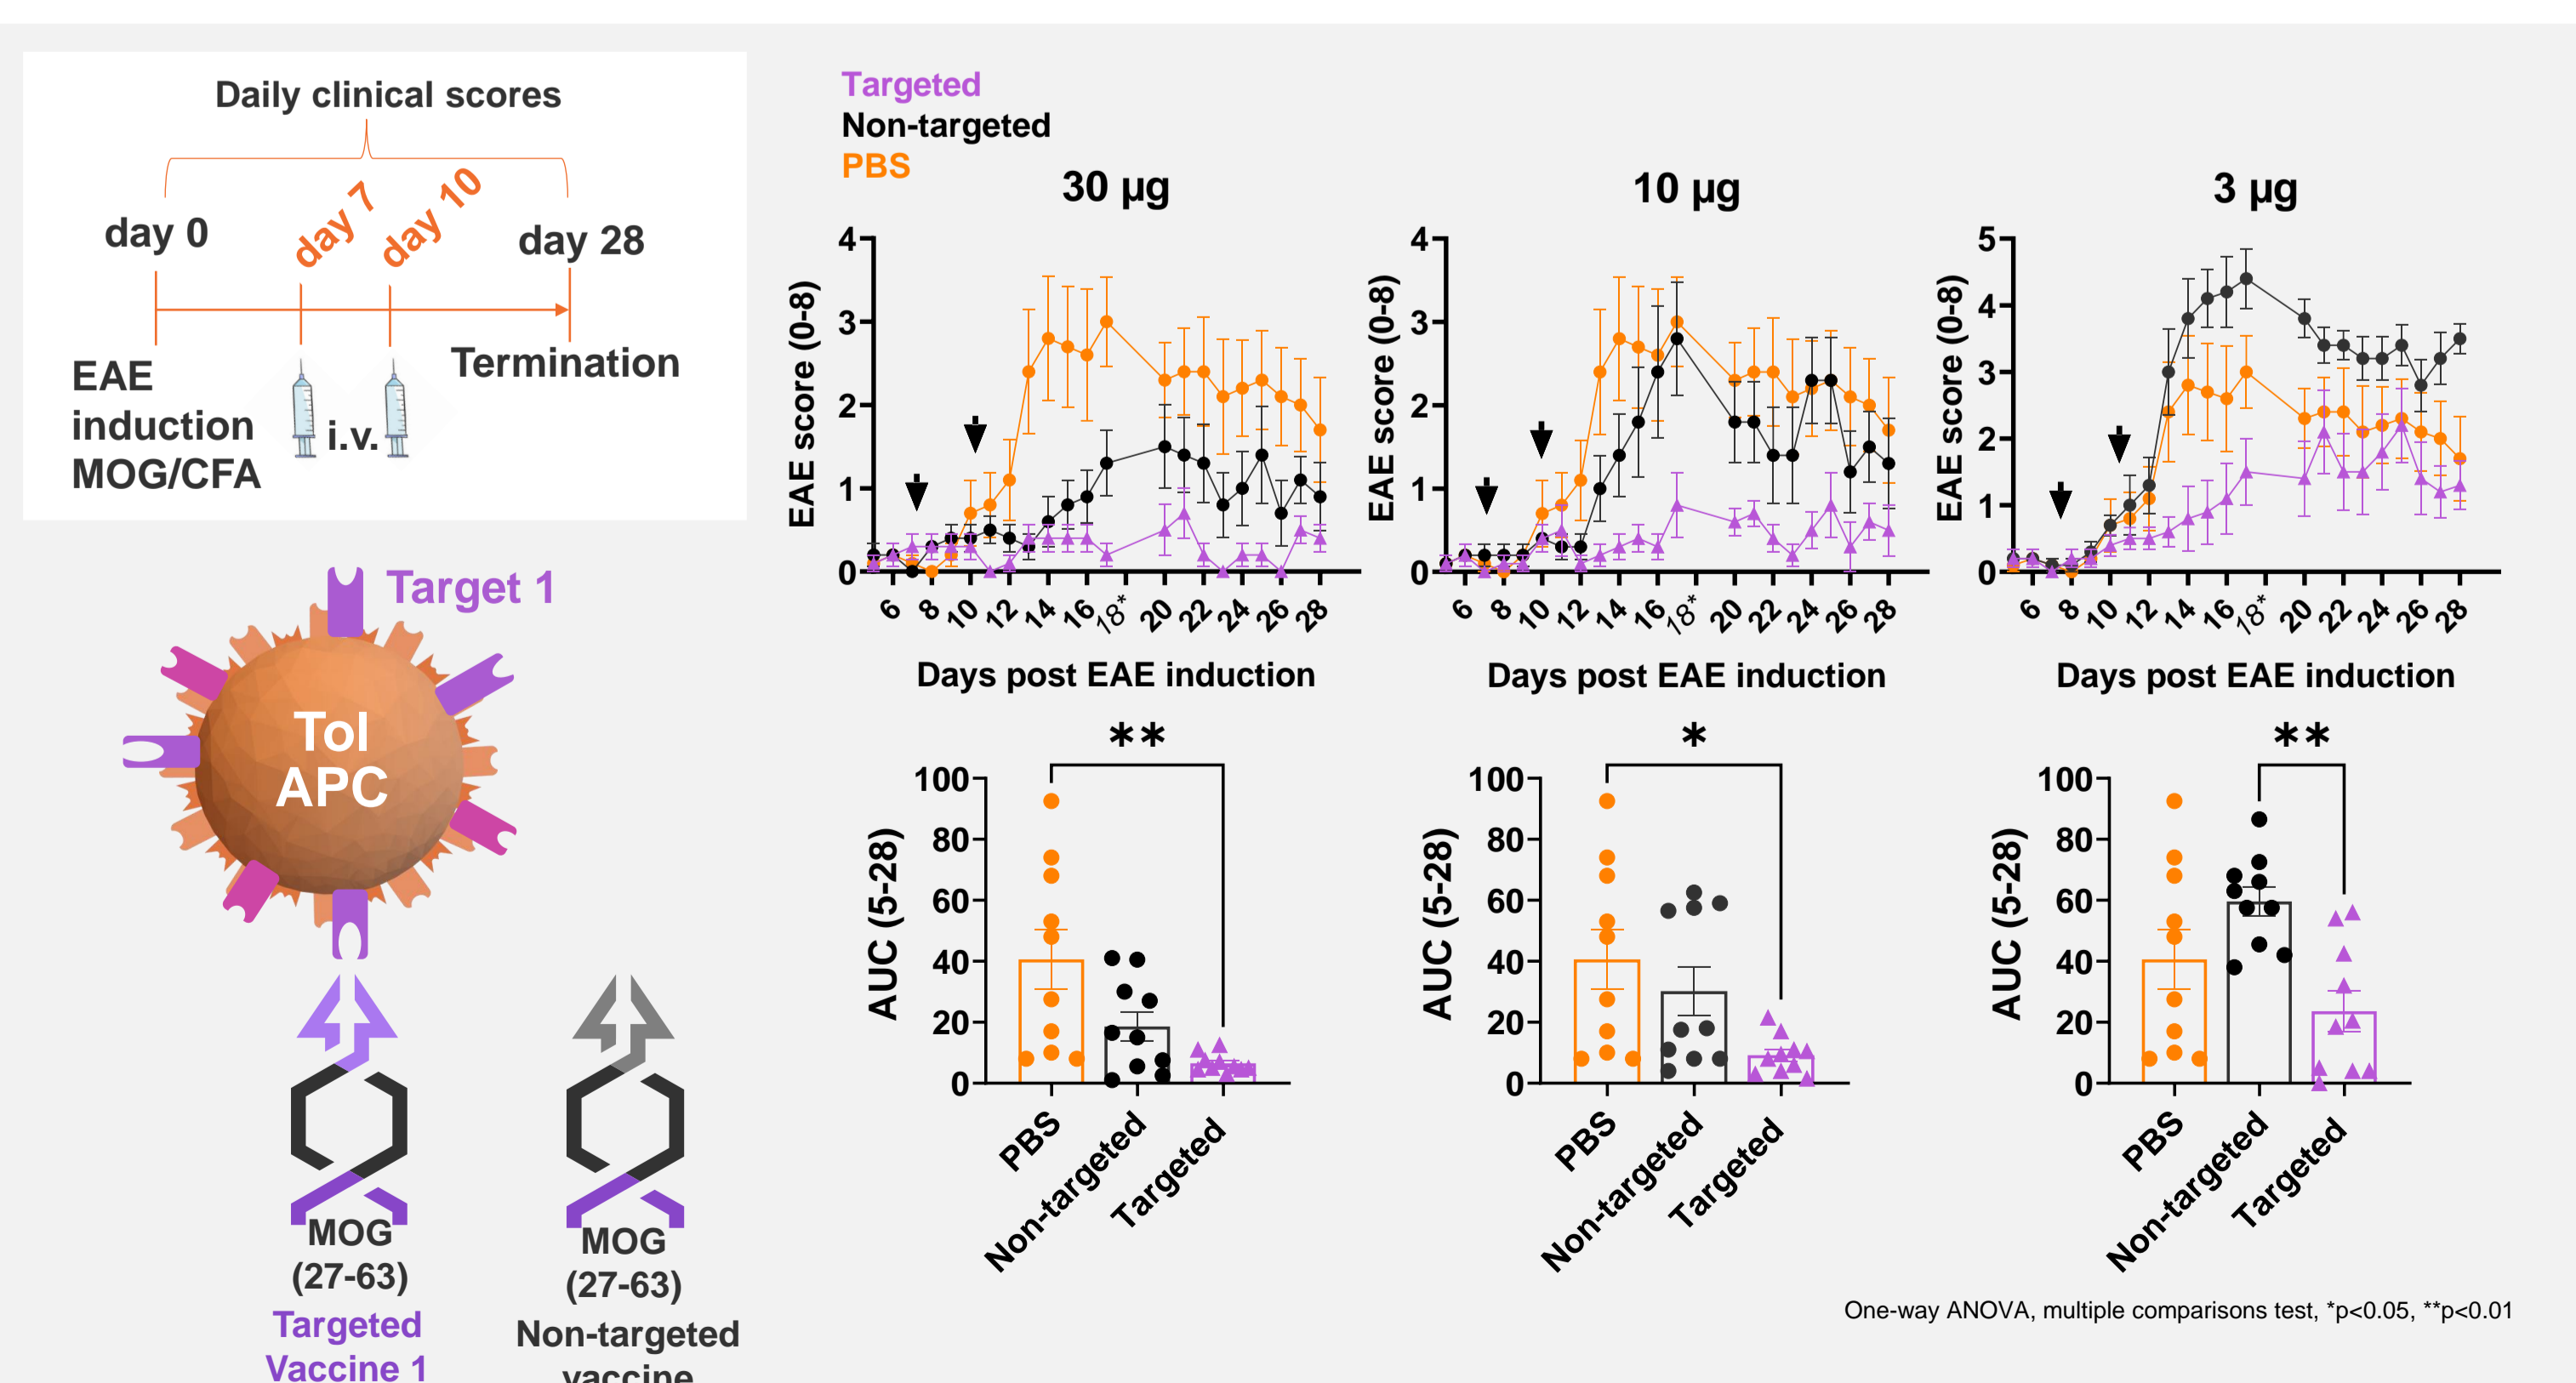 Daily clinical scores
day 0
day 7
day 10
day 28
EAE
induction
MOG/CFA
i.v.
Termination
Target 1
Tol
APC
MOG
(27-63)
Targeted
Vaccine 1
MOG
(27-63)
Non-targeted
vaccine
Targeted
Non-targeted
PBS
30 µg
EAE score (0-8)
4
3
2
1
0
6 8 10 12 14 16 18* 20 22 24 26 28
Days post EAE induction
10 µg
EAE score (0-8)
4
3
2
1
0
6 8 10 12 14 16 18* 20 22 24 26 28
Days post EAE induction
3 µg
EAE score (0-8)
5
4
3
2
1
0
6 8 10 12 14 16 18* 20 22 24 26 28
Days post EAE induction
**
AUC (5-28)
100
80
60
40
20
0
PBS
Non-targeted
Targeted
*
AUC (5-28)
100
80
60
40
20
0
PBS
Non-targeted
Targeted
**
AUC (5-28)
100
80
60
40
20
0
PBS
Non-targeted
Targeted
One-way ANOVA, multiple comparisons test, *p<0.05, **p<0.01